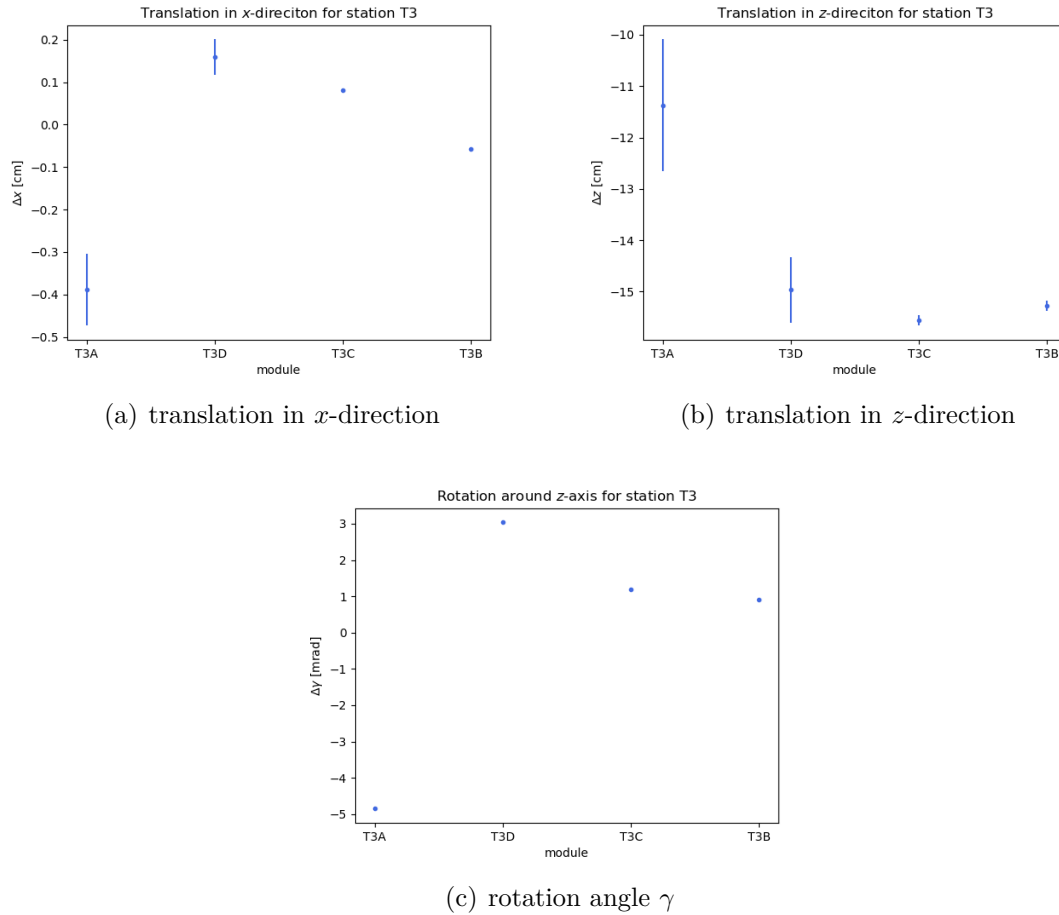 Translation in x-direciton for station T3
0.2
0.1
0.0
−0.1
−0.2
−0.3
−0.4
−0.5
Δx [cm]
T3A T3D T3C T3B
module
(a) translation in x-direction
Translation in z-direciton for station T3
−10
−11
−12
−13
−14
−15
Δz [cm]
T3A T3D T3C T3B
module
(b) translation in z-direction
Rotation around z-axis for station T3
3
2
1
0
−1
−2
−3
−4
−5
Δγ [mrad]
T3A T3D T3C T3B
module
(c) rotation angle γ